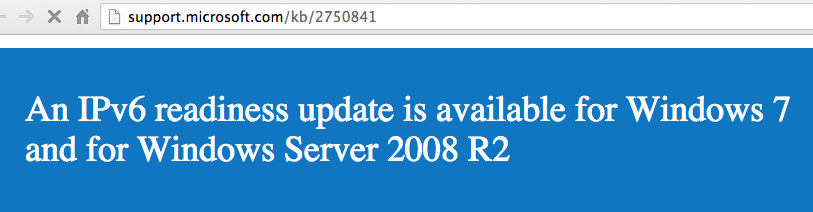 support.microsoft.com/kb/2750841
An IPv6 readiness update is available for Windows 7
and for Windows Server 2008 R2